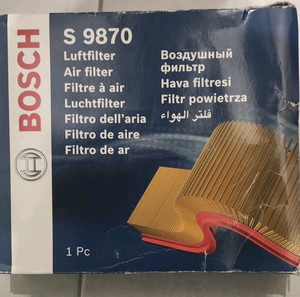 BOSCH
S 9870
Luftfilter
Air filter
Filtre à air
Luchtfilter
Filtro dell'aria
Filtro de aire
Filtro de ar
Воздушный
фильтр
Hava filtresi
Filtr powietrza
فلتر الهواء
1 Pc